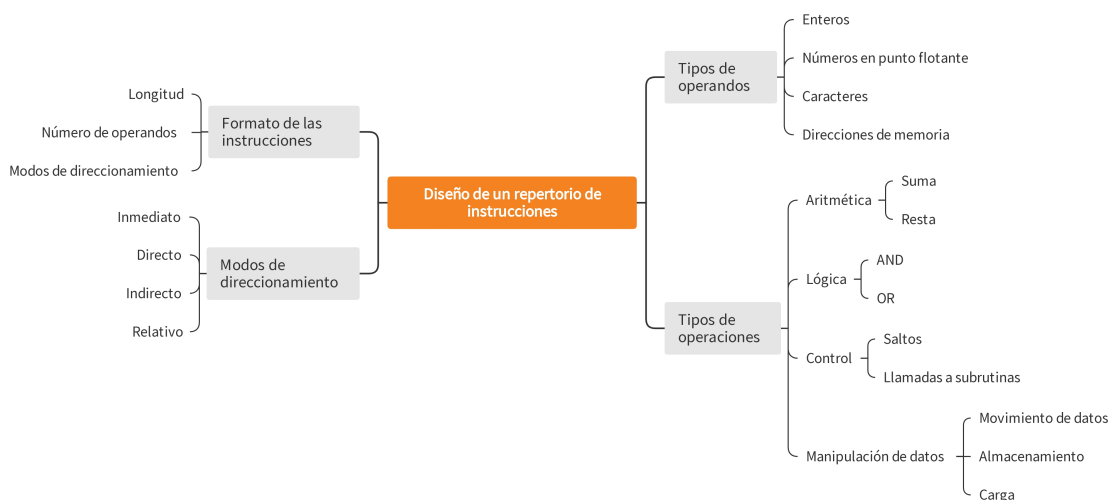 Diseño de un repertorio de
instrucciones
Formato de las
instrucciones
Longitud
Número de operandos
Modos de direccionamiento
Modos de
direccionamiento
Inmediato
Directo
Indirecto
Relativo
Tipos de
operandos
Enteros
Números en punto flotante
Caracteres
Direcciones de memoria
Tipos de
operaciones
Aritmética
Suma
Resta
Lógica
AND
OR
Control
Saltos
Llamadas a subrutinas
Manipulación de datos
Movimiento de datos
Almacenamiento
Carga